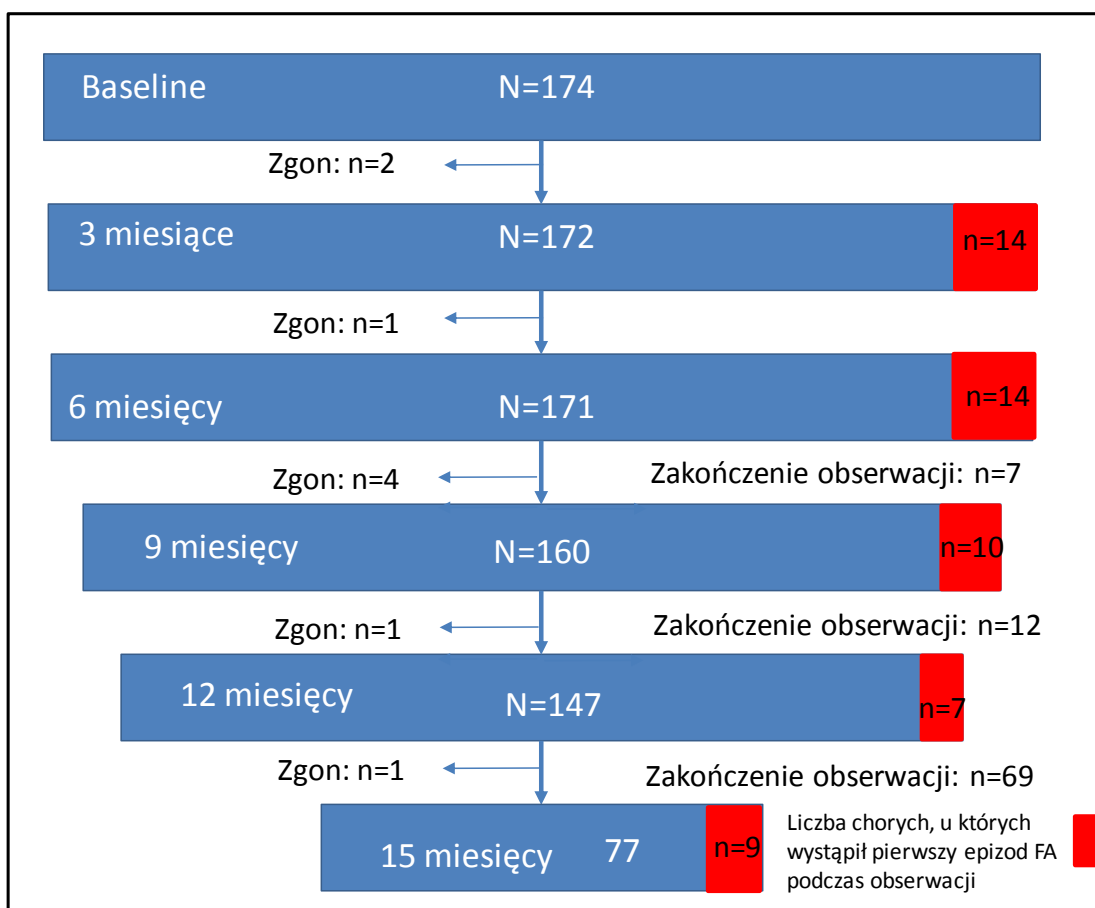 Baseline N=174
Zgon: n=2
3 miesiące N=172 n=14
Zgon: n=1
6 miesięcy N=171 n=14
Zgon: n=4 Zakończenie obserwacji: n=7
9 miesięcy N=160 n=10
Zgon: n=1 Zakończenie obserwacji: n=12
12 miesięcy N=147 n=7
Zgon: n=1 Zakończenie obserwacji: n=69
15 miesięcy 77 n=9
Liczba chorych, u których
wystąpił pierwszy epizod FA
podczas obserwacji